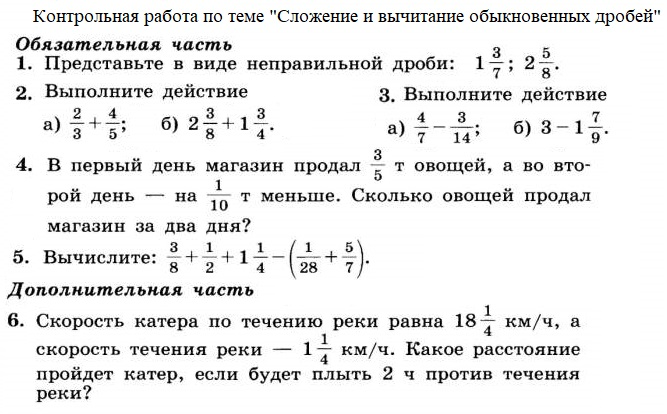 Контрольная работа по теме "Сложение и вычитание обыкновенных дробей"
Обязательная часть
1. Представьте в виде неправильной дроби: 1 3/7; 2 5/8.
2. Выполните действие
а) 2/3 + 4/5; б) 2 3/8 + 1 3/4.
3. Выполните действие
а) 4/7 − 3/14; б) 3 − 1 7/9.
4. В первый день магазин продал 3/5 т овощей, а во вто-
рой день — на 1/10 т меньше. Сколько овощей продал
магазин за два дня?
5. Вычислите: 3/8 + 1/2 + 1 1/4 − (1/28 + 5/7).
Дополнительная часть
6. Скорость катера по течению реки равна 18 1/4 км/ч, а
скорость течения реки — 1 1/4 км/ч. Какое расстояние
пройдет катер, если будет плыть 2 ч против течения
реки?